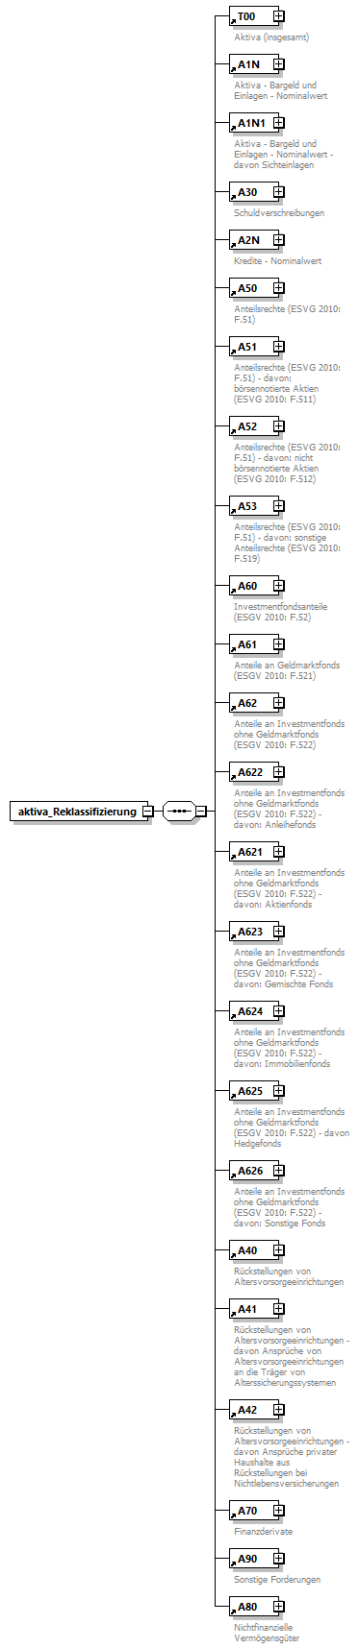 T00
Aktiva (insgesamt)
A1N
Aktiva - Bargeld und
Einlagen - Nominalwert
A1N1
Aktiva - Bargeld und
Einlagen - Nominalwert -
davon Sichteinlagen
A30
Schuldverschreibungen
A2N
Kredite - Nominalwert
A50
Anteilsrechte (ESVG 2010:
F.51)
A51
Anteilsrechte (ESVG 2010:
F.51) - davon:
börsennotierte Aktien
(ESVG 2010: F.511)
A52
Anteilsrechte (ESVG 2010:
F.51) - davon: nicht
börsennotierte Aktien
(ESVG 2010: F.512)
A53
Anteilsrechte (ESVG 2010:
F.51) - davon: sonstige
Anteilsrechte (ESVG 2010:
F.519)
A60
Investmentfondsanteile
(ESGV 2010: F.52)
A61
Anteile an Geldmarktfonds
(ESGV 2010: F.521)
A62
Anteile an Investmentfonds
ohne Geldmarktfonds
(ESGV 2010: F.522)
A622
Anteile an Investmentfonds
ohne Geldmarktfonds
(ESGV 2010: F.522) -
davon: Anleihefonds
aktiva_Reklassifizierung
A621
Anteile an Investmentfonds
ohne Geldmarktfonds
(ESGV 2010: F.522) -
davon: Aktienfonds
A623
Anteile an Investmentfonds
ohne Geldmarktfonds
(ESGV 2010: F.522) -
davon: Gemischte Fonds
A624
Anteile an Investmentfonds
ohne Geldmarktfonds
(ESGV 2010: F.522) -
davon: Immobilienfonds
A625
Anteile an Investmentfonds
ohne Geldmarktfonds
(ESGV 2010: F.522) - davon
Hedgefonds
A626
Anteile an Investmentfonds
ohne Geldmarktfonds
(ESGV 2010: F.522) -
davon: Sonstige Fonds
A40
Rückstellungen von
Altersvorsorgeeinrichtungen
A41
Rückstellungen von
Altersvorsorgeeinrichtungen -
davon Ansprüche von
Altersvorsorgeeinrichtungen
an die Träger von
Alterssicherungssystemen
A42
Rückstellungen von
Altersvorsorgeeinrichtungen -
davon Ansprüche privater
Haushalte aus
Rückstellungen bei
Nichtlebensversicherungen
A70
Finanzderivate
A90
Sonstige Forderungen
A80
Nichtfinanzielle
Vermögensgüter